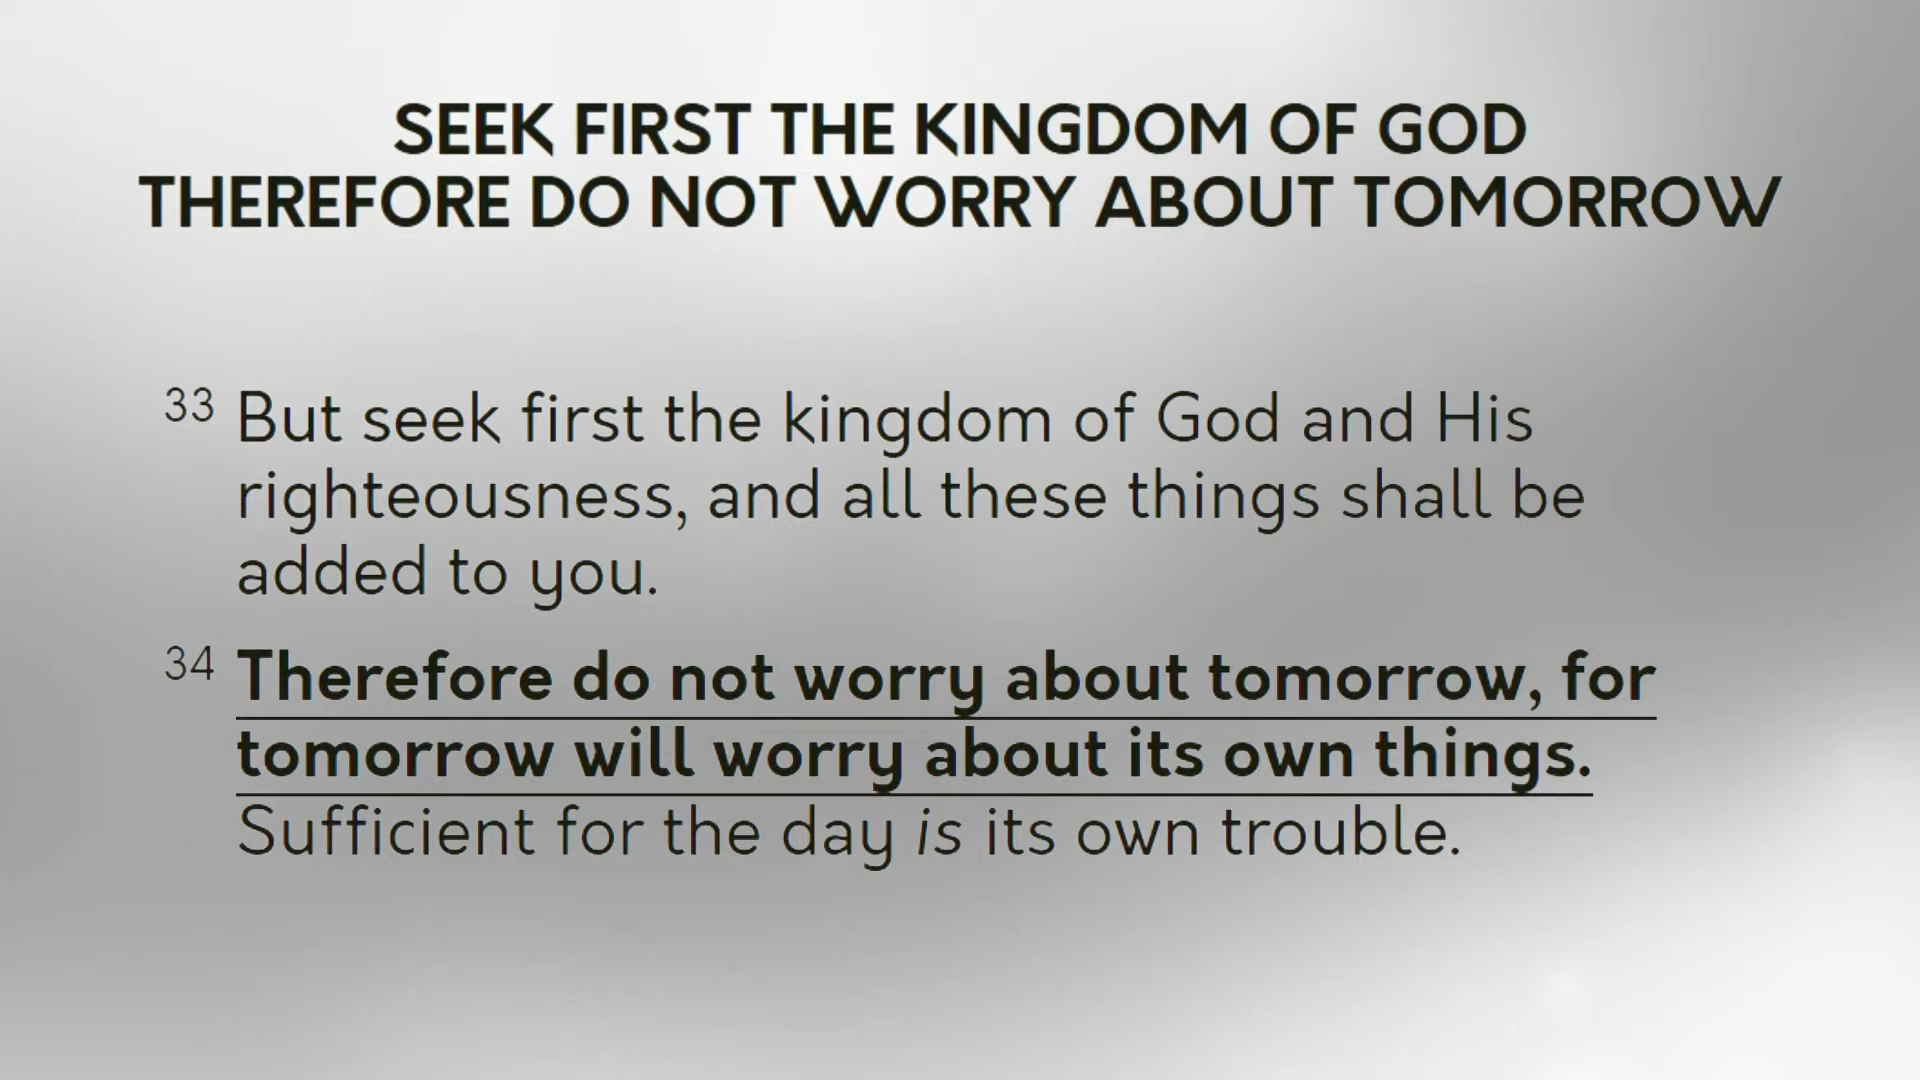 SEEK FIRST THE KINGDOM OF GOD
THEREFORE DO NOT WORRY ABOUT TOMORROW
33 But seek first the kingdom of God and His
righteousness, and all these things shall be
added to you.
34 Therefore do not worry about tomorrow, for
tomorrow will worry about its own things.
Sufficient for the day is its own trouble.